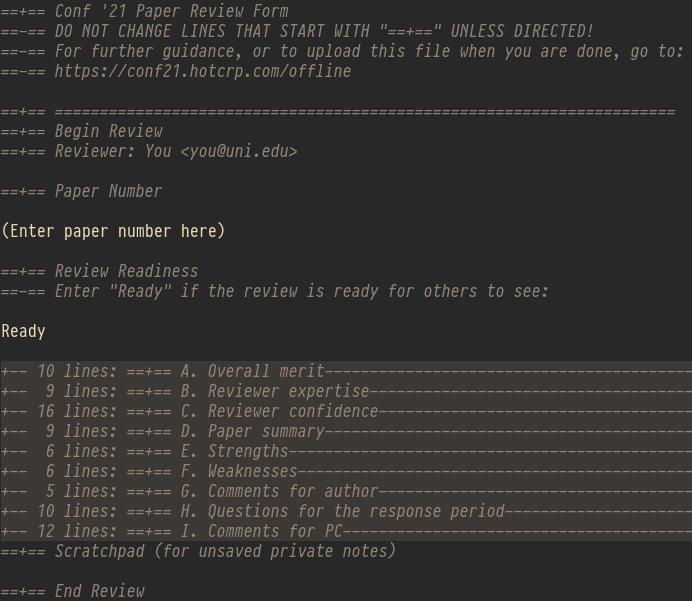 ==+== Conf '21 Paper Review Form
==-== DO NOT CHANGE LINES THAT START WITH "==+==" UNLESS DIRECTED!
==-== For further guidance, or to upload this file when you are done, go to:
==-== https://conf21.hotcrp.com/offline
==+== =====================================================================
==+== Begin Review
==+== Reviewer: You <you@uni.edu>
==+== Paper Number
(Enter paper number here)
==+== Review Readiness
==-== Enter "Ready" if the review is ready for others to see:
Ready
+-- 10 lines: ==+== A. Overall merit-----------------------------------------
+--  9 lines: ==+== B. Reviewer expertise------------------------------------
+-- 16 lines: ==+== C. Reviewer confidence-----------------------------------
+--  9 lines: ==+== D. Paper summary-----------------------------------------
+--  6 lines: ==+== E. Strengths---------------------------------------------
+--  6 lines: ==+== F. Weaknesses--------------------------------------------
+--  5 lines: ==+== G. Comments for author-----------------------------------
+-- 10 lines: ==+== H. Questions for the response period---------------------
+-- 12 lines: ==+== I. Comments for PC---------------------------------------
==+== Scratchpad (for unsaved private notes)
==+== End Review